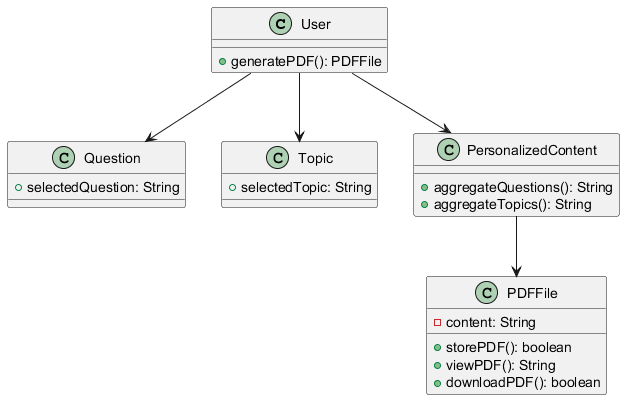 C User
generatePDF(): PDFFile
C Question
selectedQuestion: String
C Topic
selectedTopic: String
C PersonalizedContent
aggregateQuestions(): String
aggregateTopics(): String
C PDFFile
content: String
storePDF(): boolean
viewPDF(): String
downloadPDF(): boolean